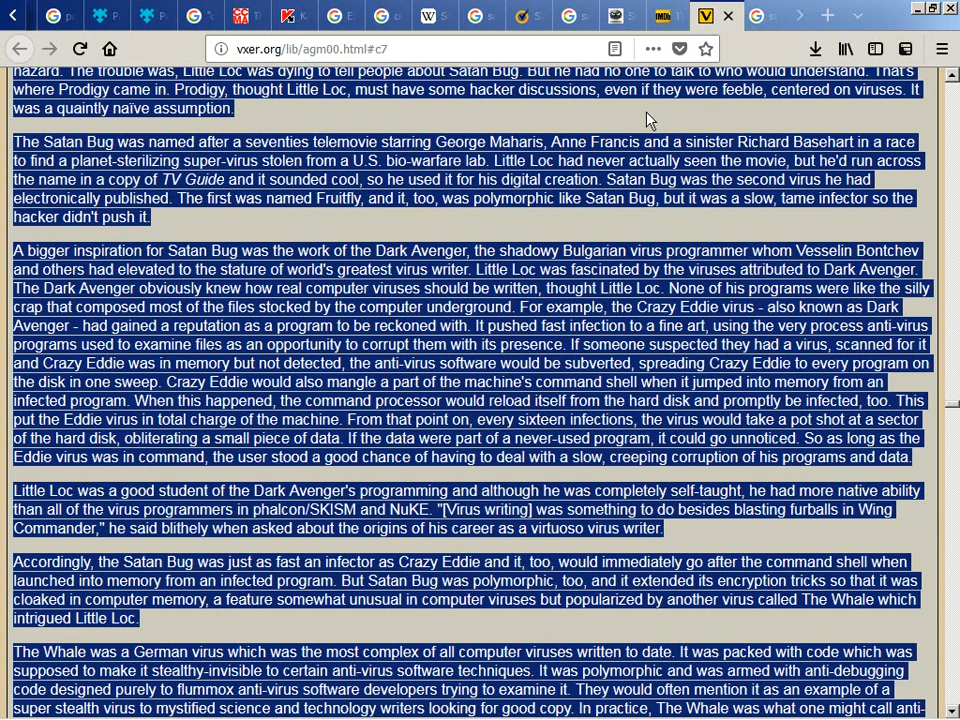 vxer.org/lib/agm00.html#c7
hazard. The trouble was, Little Loc was dying to tell people about Satan Bug. But he had no one to talk to who would understand. That's
where Prodigy came in. Prodigy, thought Little Loc, must have some hacker discussions, even if they were feeble, centered on viruses. It
was a quaintly naïve assumption.
The Satan Bug was named after a seventies telemovie starring George Maharis, Anne Francis and a sinister Richard Basehart in a race
to find a planet-sterilizing super-virus stolen from a U.S. bio-warfare lab. Little Loc had never actually seen the movie, but he'd run across
the name in a copy of TV Guide and it sounded cool, so he used it for his digital creation. Satan Bug was the second virus he had
electronically published. The first was named Fruitfly, and it, too, was polymorphic like Satan Bug, but it was a slow, tame infector so the
hacker didn't push it.
A bigger inspiration for Satan Bug was the work of the Dark Avenger, the shadowy Bulgarian virus programmer whom Vesselin Bontchev
and others had elevated to the stature of world's greatest virus writer. Little Loc was fascinated by the viruses attributed to Dark Avenger.
The Dark Avenger obviously knew how real computer viruses should be written, thought Little Loc. None of his programs were like the silly
crap that composed most of the files stocked by the computer underground. For example, the Crazy Eddie virus - also known as Dark
Avenger - had gained a reputation as a program to be reckoned with. It pushed fast infection to a fine art, using the very process anti-virus
programs used to examine files as an opportunity to corrupt them with its presence. If someone suspected they had a virus, scanned for it
and Crazy Eddie was in memory but not detected, the anti-virus software would be subverted, spreading Crazy Eddie to every program on
the disk in one sweep. Crazy Eddie would also mangle a part of the machine's command shell when it jumped into memory from an
infected program. When this happened, the command processor would reload itself from the hard disk and promptly be infected, too. This
put the Eddie virus in total charge of the machine. From that point on, every sixteen infections, the virus would take a pot shot at a sector
of the hard disk, obliterating a small piece of data. If the data were part of a never-used program, it could go unnoticed. So as long as the
Eddie virus was in command, the user stood a good chance of having to deal with a slow, creeping corruption of his programs and data.
Little Loc was a good student of the Dark Avenger's programming and although he was completely self-taught, he had more native ability
than all of the virus programmers in phalcon/SKISM and NuKE. "[Virus writing] was something to do besides blasting furballs in Wing
Commander," he said blithely when asked about the origins of his career as a virtuoso virus writer.
Accordingly, the Satan Bug was just as fast an infector as Crazy Eddie and it, too, would immediately go after the command shell when
launched into memory from an infected program. But Satan Bug was polymorphic, too, and it extended its encryption tricks so that it was
cloaked in computer memory, a feature somewhat unusual in computer viruses but popularized by another virus called The Whale which
intrigued Little Loc.
The Whale was a German virus which was the most complex of all computer viruses written to date. It was packed with code which was
supposed to make it stealthy-invisible to certain anti-virus software techniques. It was polymorphic and was armed with anti-debugging
code designed purely to flummox anti-virus software developers trying to examine it. They would often mention it as an example of a
super stealth virus to mystified science and technology writers looking for good copy. In practice, The Whale was what one might call anti-